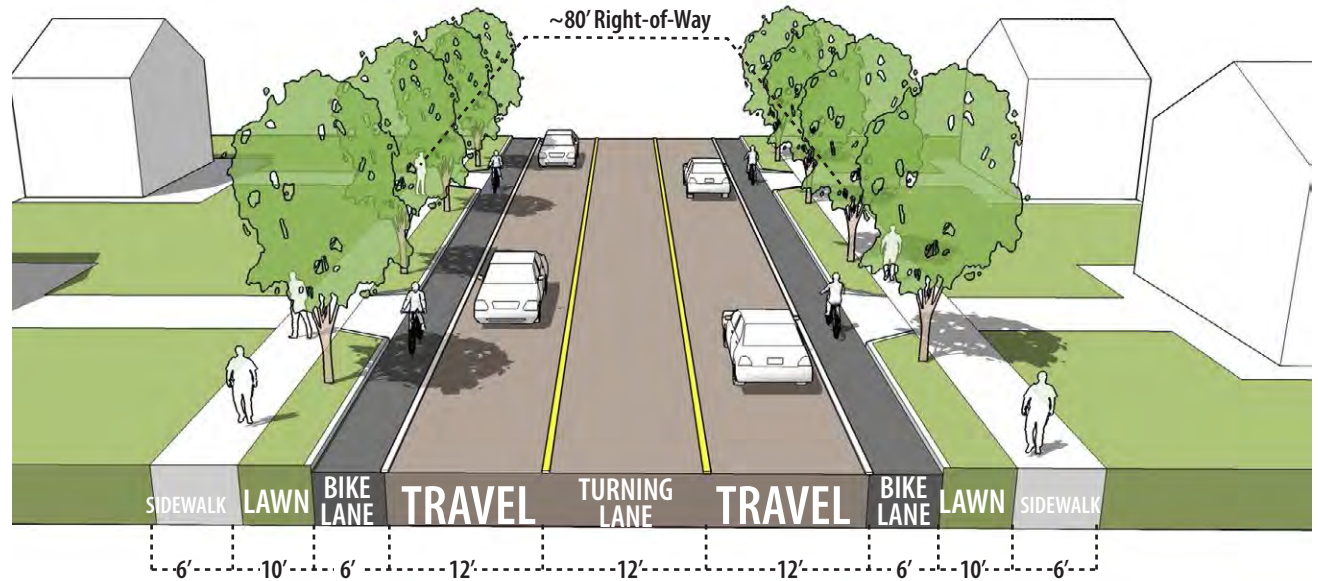 ~80' Right-of-Way
SIDEWALK
LAWN
BIKE
LANE
TRAVEL
TURNING
LANE
TRAVEL
BIKE
LANE
LAWN
SIDEWALK
6' 10' 6' 12' 12' 12' 6' 10' 6'